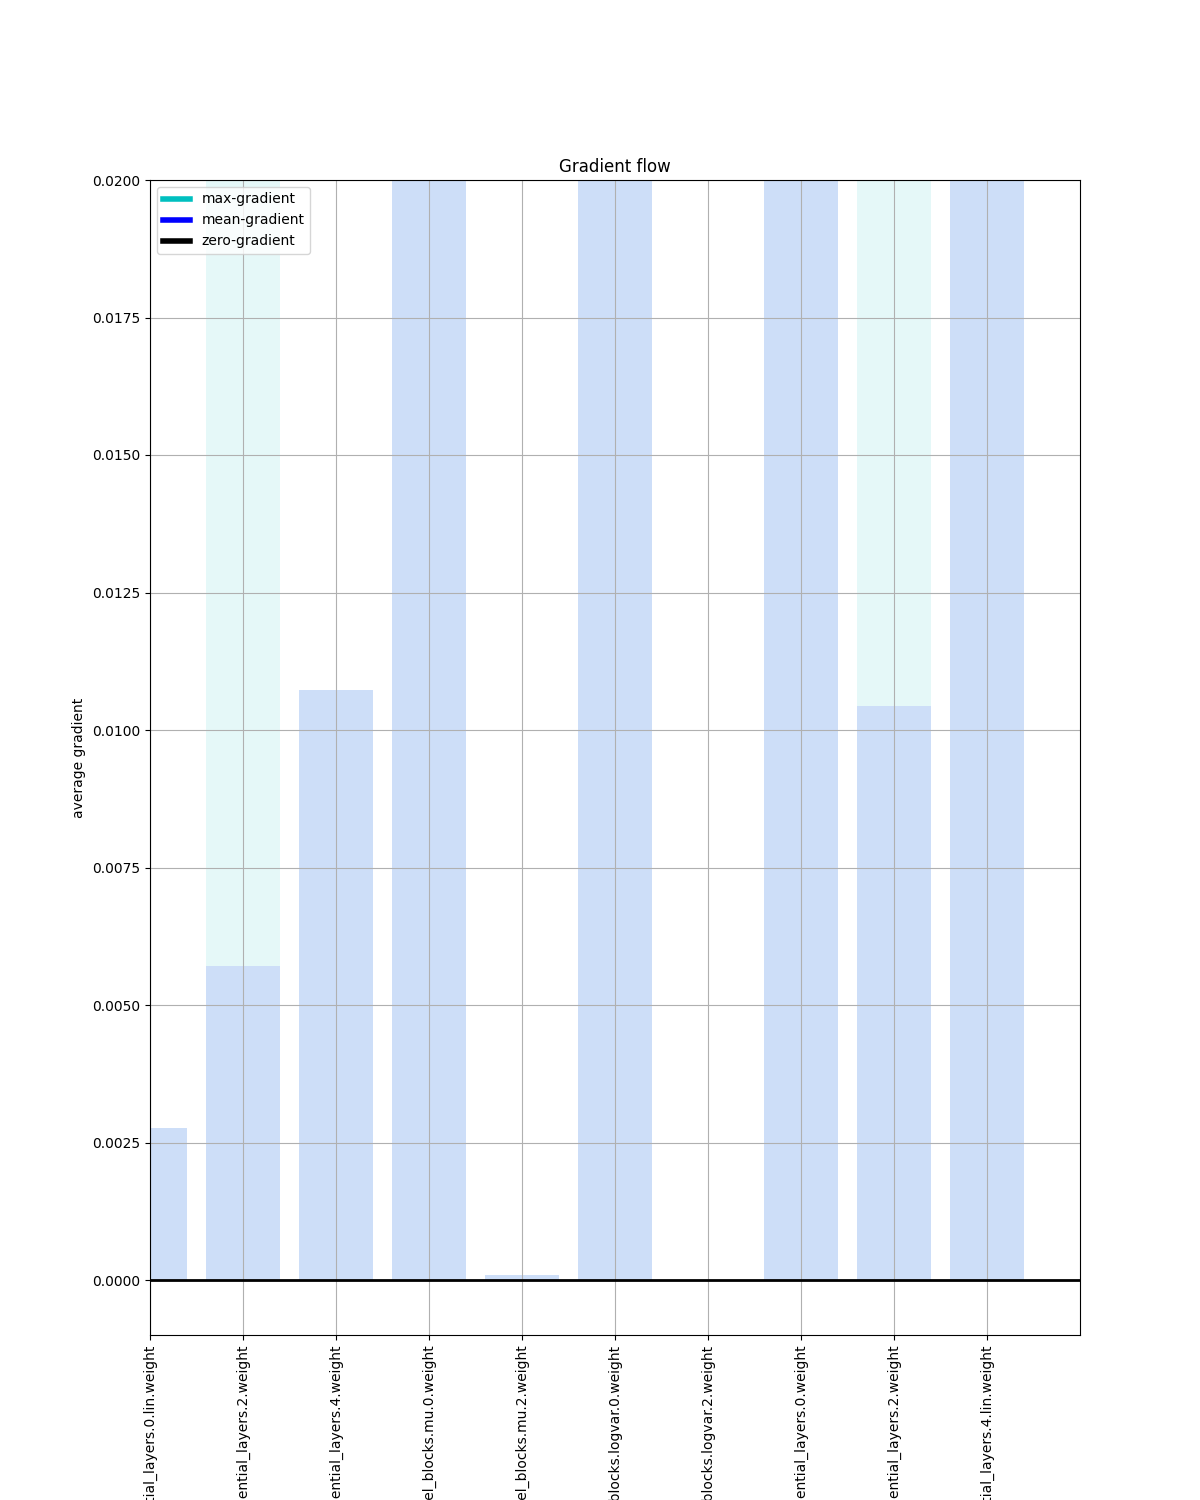 Gradient flow
max-gradient
mean-gradient
zero-gradient
0.0200
0.0175
0.0150
0.0125
0.0100
0.0075
0.0050
0.0025
0.0000
average gradient
tial_layers.0.lin.weight
ential_layers.2.weight
ential_layers.4.weight
el_blocks.mu.0.weight
el_blocks.mu.2.weight
blocks.logvar.0.weight
blocks.logvar.2.weight
ential_layers.0.weight
ential_layers.2.weight
tial_layers.4.lin.weight